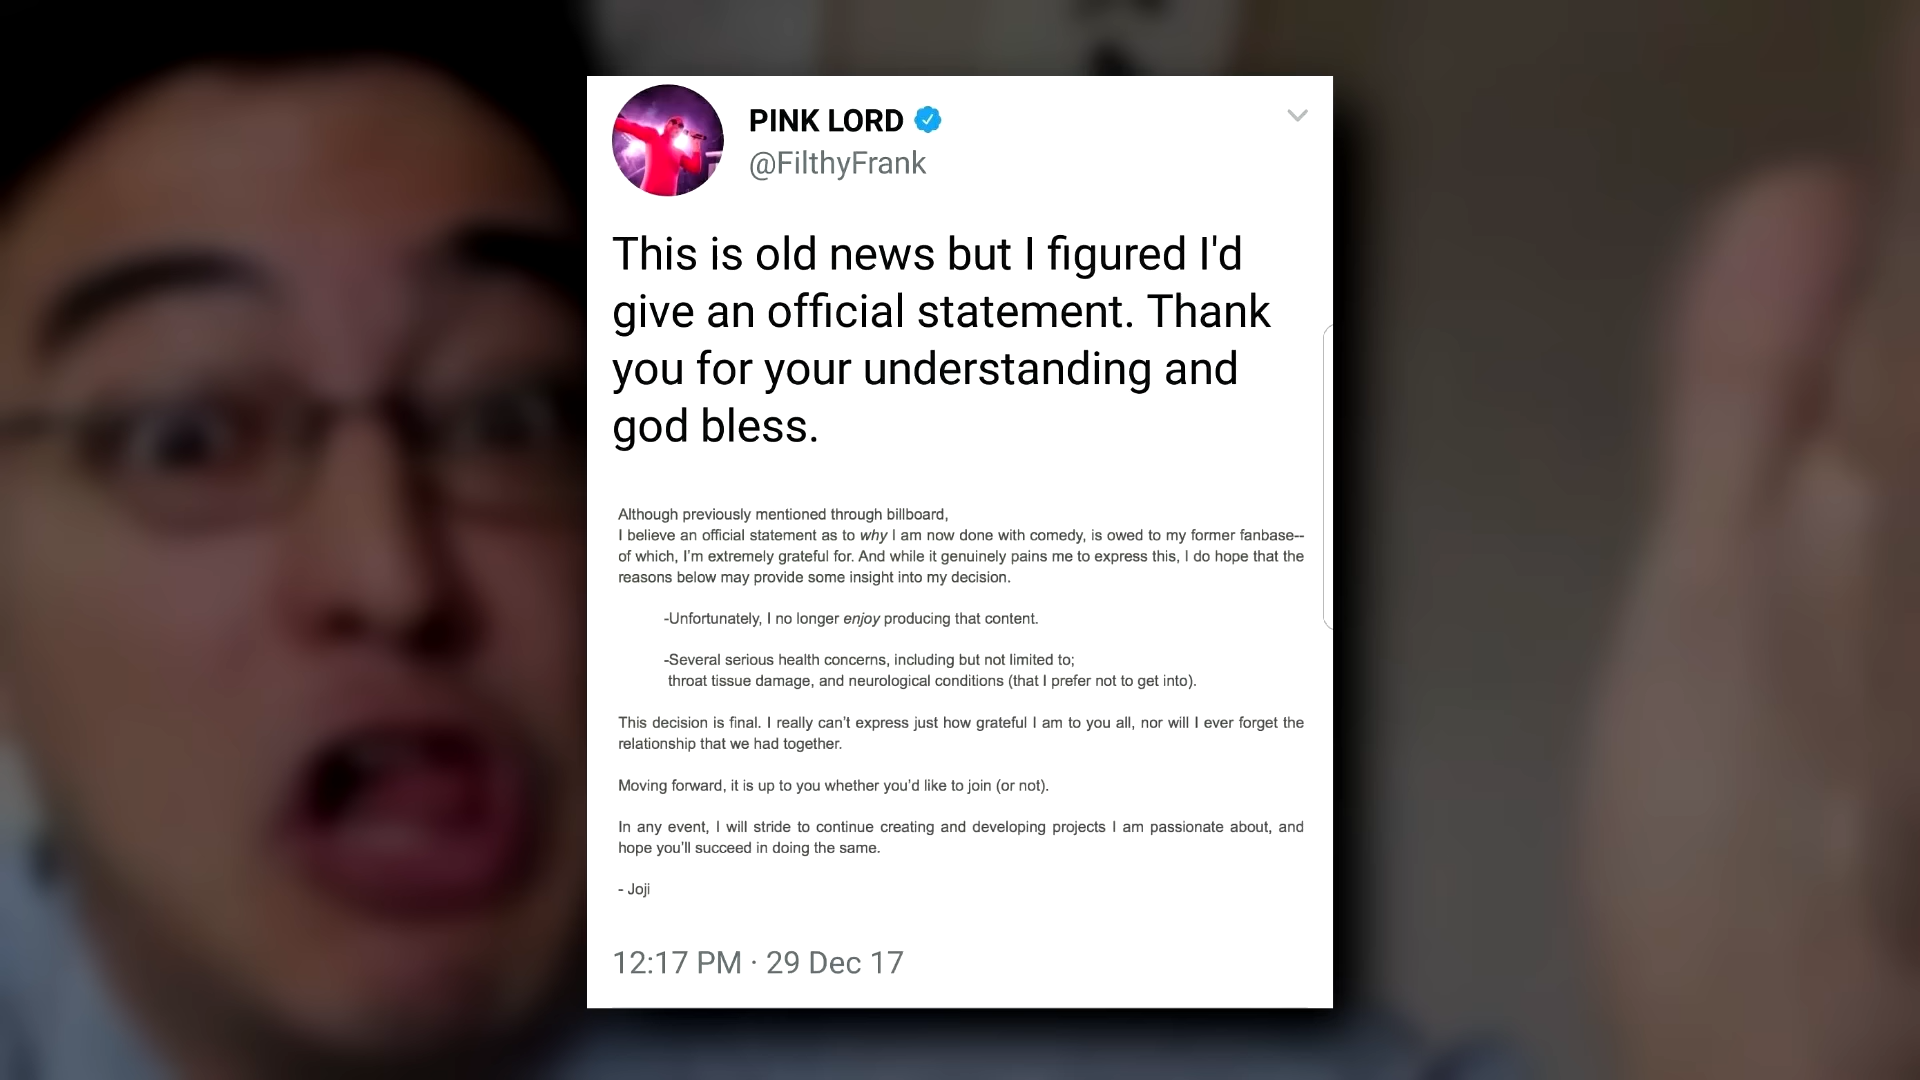 PINK LORD
@FilthyFrank
This is old news but I figured I'd
give an official statement. Thank
you for your understanding and
god bless.
Although previously mentioned through billboard,
I believe an official statement as to why I am now done with comedy, is owed to my former fanbase--
of which, I'm extremely grateful for. And while it genuinely pains me to express this, I do hope that the
reasons below may provide some insight into my decision.
-Unfortunately, I no longer enjoy producing that content.
-Several serious health concerns, including but not limited to;
throat tissue damage, and neurological conditions (that I prefer not to get into).
This decision is final. I really can't express just how grateful I am to you all, nor will I ever forget the
relationship that we had together.
Moving forward, it is up to you whether you'd like to join (or not).
In any event, I will stride to continue creating and developing projects I am passionate about, and
hope you'll succeed in doing the same.
- Joji
12:17 PM · 29 Dec 17